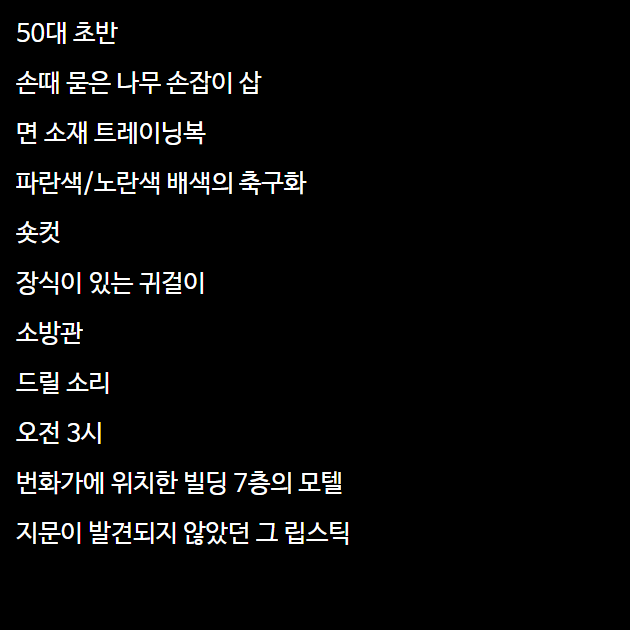 50대 초반
손때 묻은 나무 손잡이 삽
면 소재 트레이닝복
파란색/노란색 배색의 축구화
숏컷
장식이 있는 귀걸이
소방관
드릴 소리
오전 3시
번화가에 위치한 빌딩 7층의 모텔
지문이 발견되지 않았던 그 립스틱